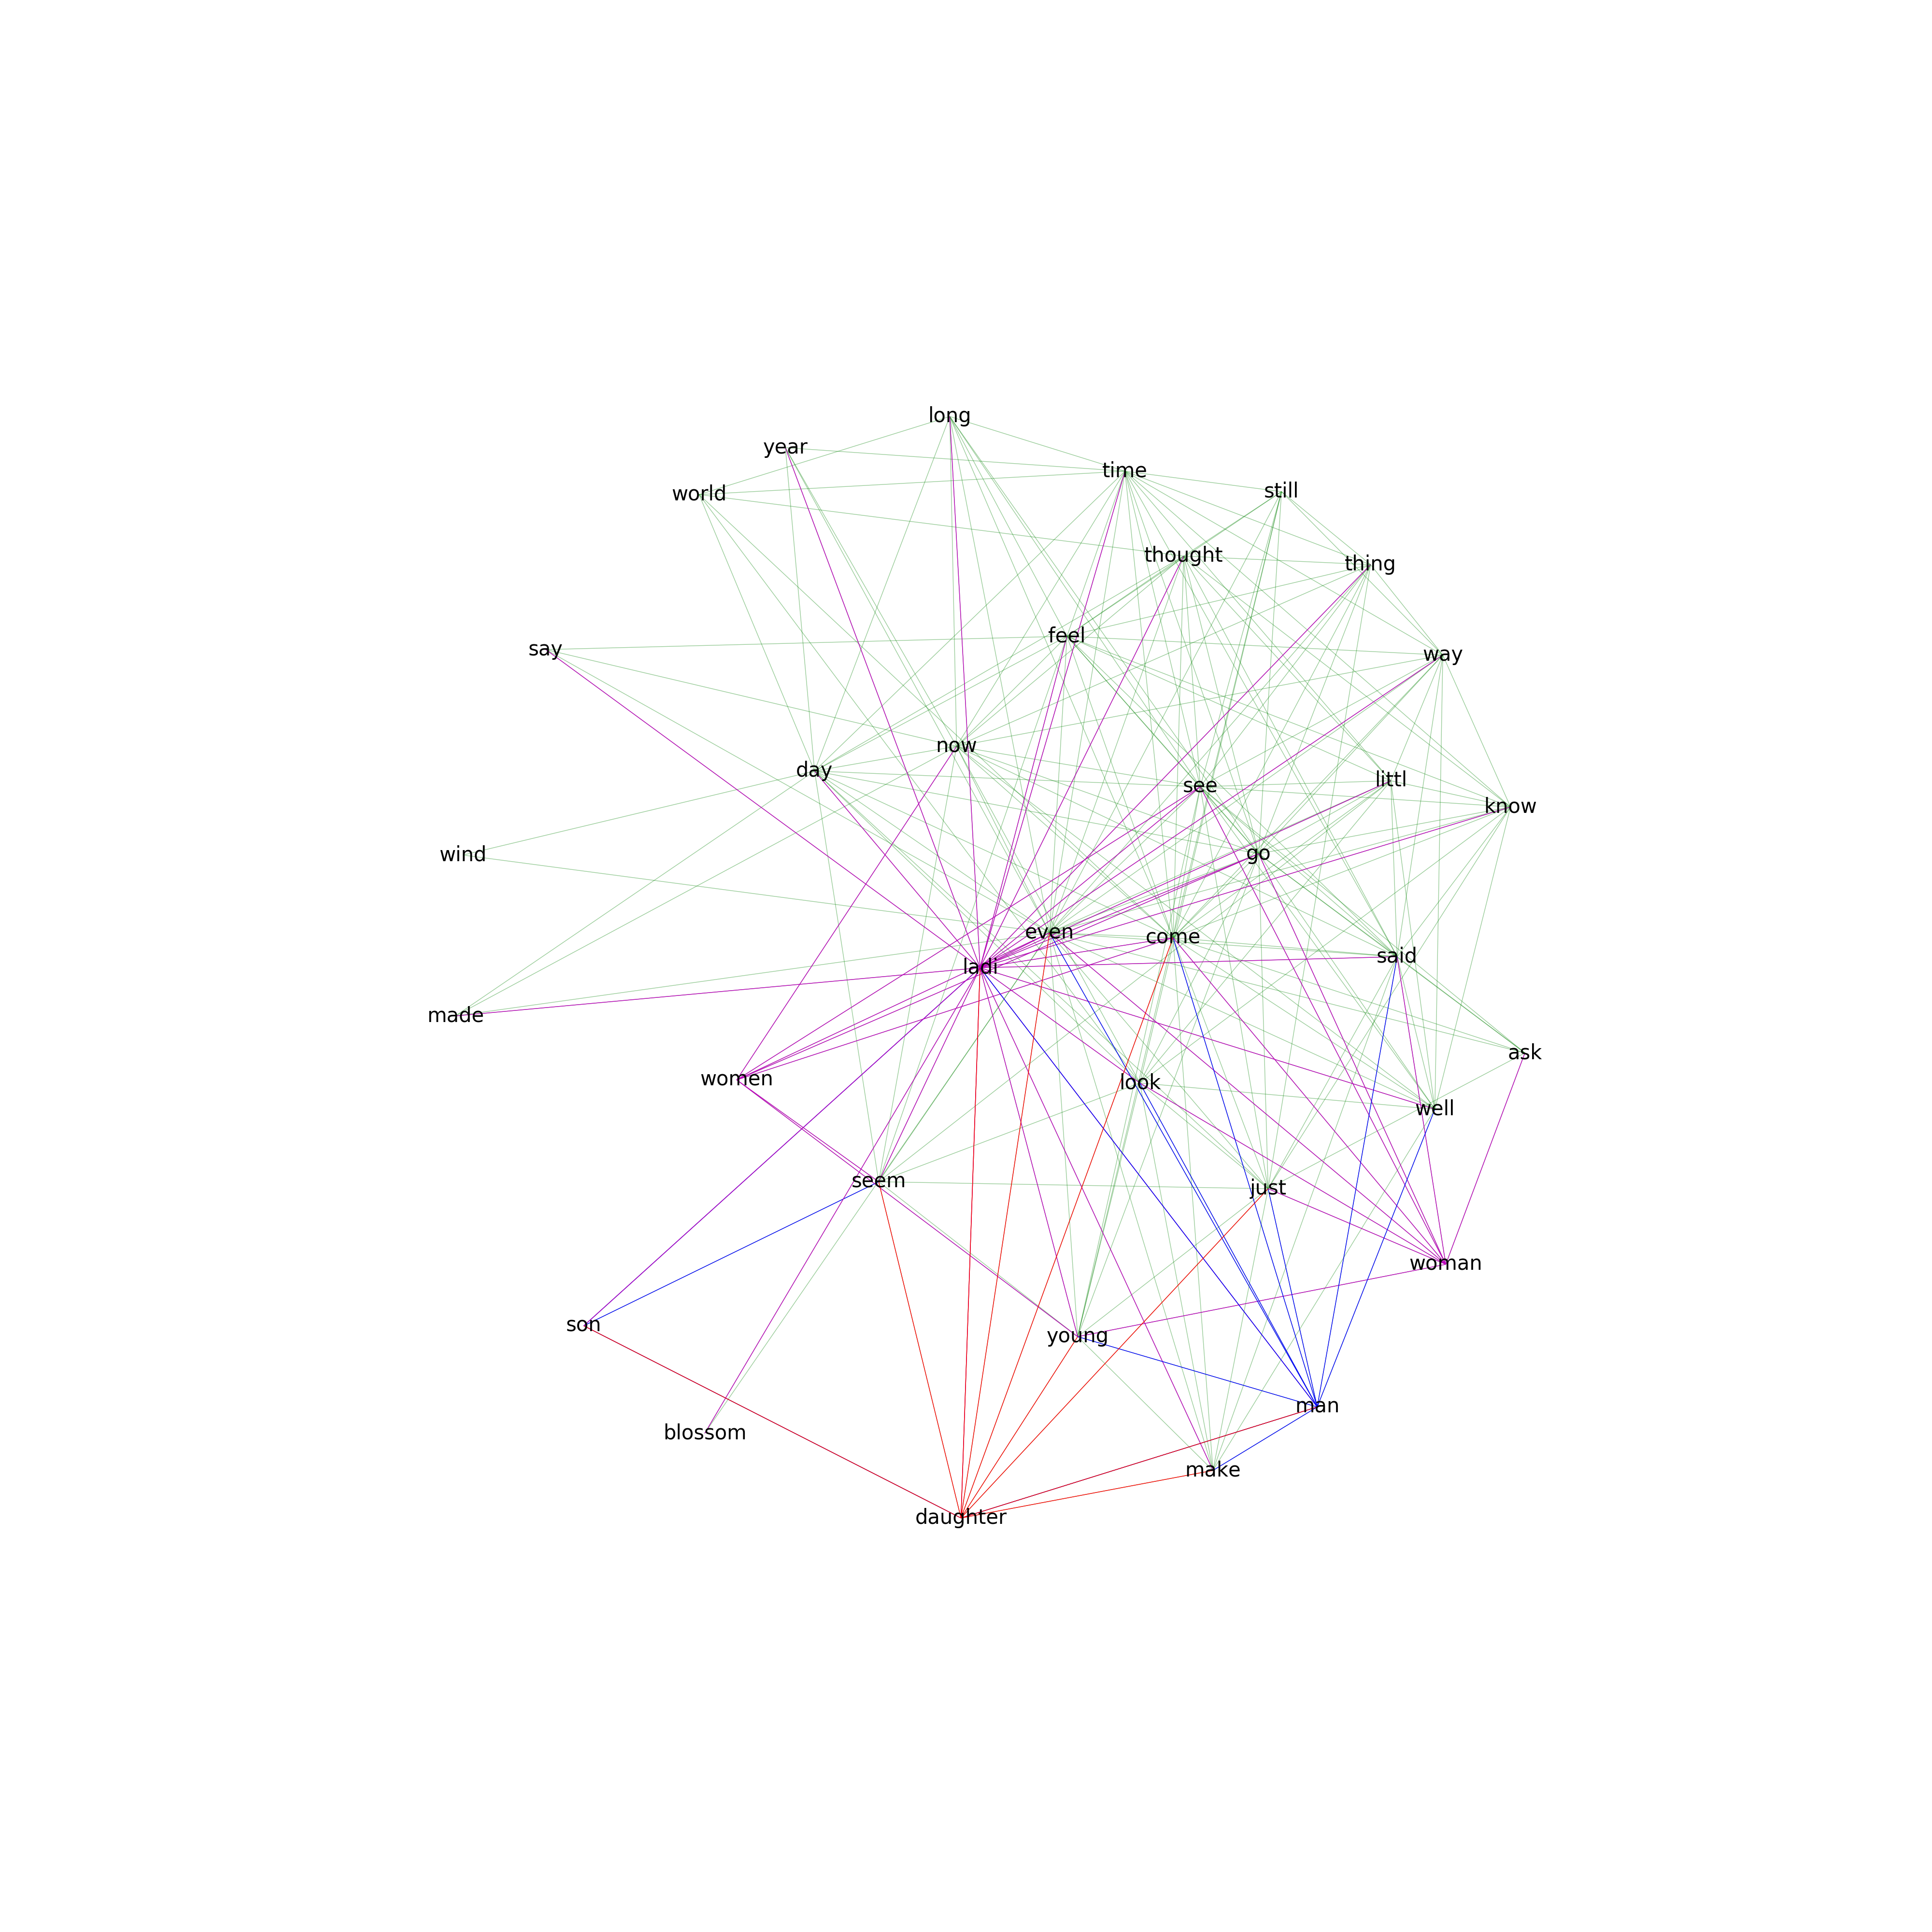 long
year
time
still
world
thought
thing
feel
say
way
now
day
see
littl
know
go
wind
even
come
said
ladi
made
ask
women
look
well
seem
just
woman
son
young
man
blossom
make
daughter